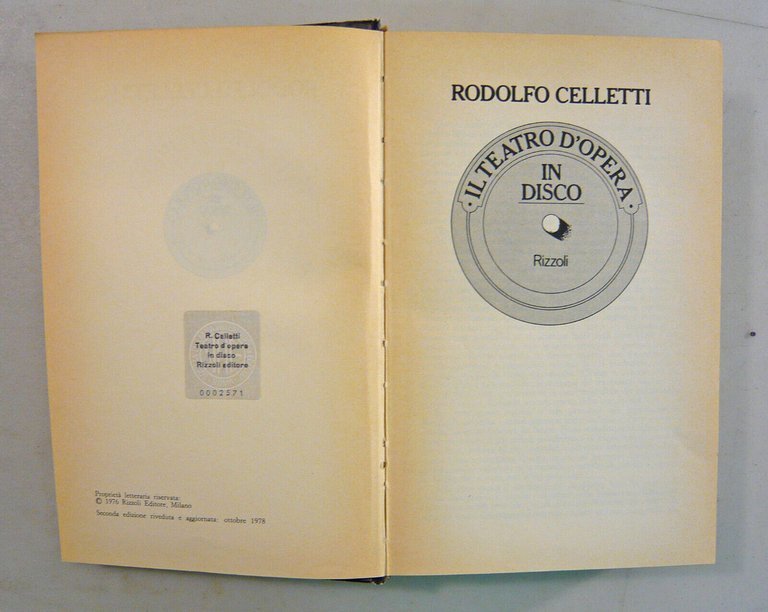 R. Celletti
Teatro d'opera
in disco
Rizzoli editore
0002571
Proprietà letteraria riservata:
© 1976 Rizzoli Editore, Milano
Seconda edizione riveduta e aggiornata: ottobre 1978
RODOLFO CELLETTI
· IL TEATRO D'OPERA ·
IN
DISCO
Rizzoli